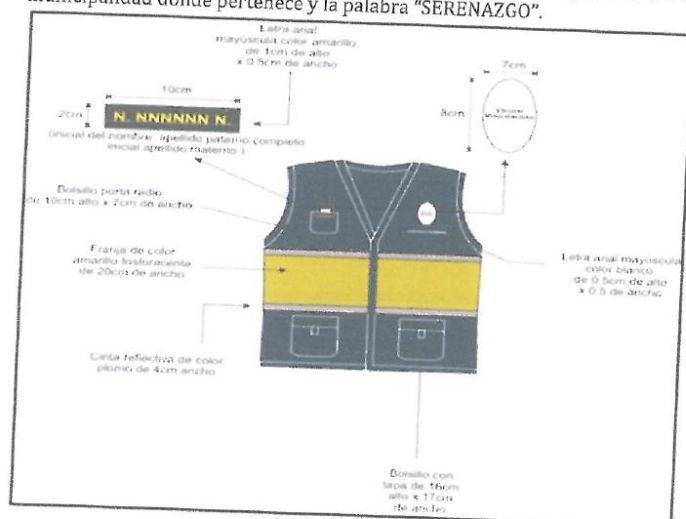 municipalidad donde pertenece y la palabra “SERENAZGO”.
Letra arial
mayúscula color amarillo
de 1cm de alto
x 0.5cm de ancho
10cm
2cm
N. NNNNNN N.
(inicial del nombre, apellido paterno completo
inicial apellido materno )
7cm
8cm
Bolsillo porta radio
de 10cm alto x 7cm de ancho
Franja de color
amarillo fosforacente
de 20cm de ancho
Letra arial mayúscula
color blanco
de 0.5cm de alto
x 0.5 de ancho
Cinta reflectiva de color
plomo de 4cm ancho
Bolsillo con
tapa de 16cm
alto x 17cm
de ancho